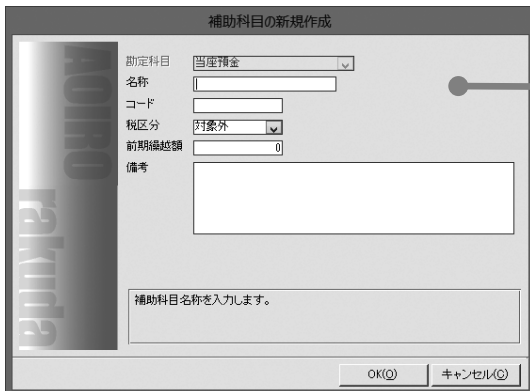 補助科目の新規作成
勘定科目 当座預金
名称
コード
税区分 対象外
前期繰越額 0
備考
AOIRO
rakuda
補助科目名称を入力します。
OK(O) キャンセル(C)